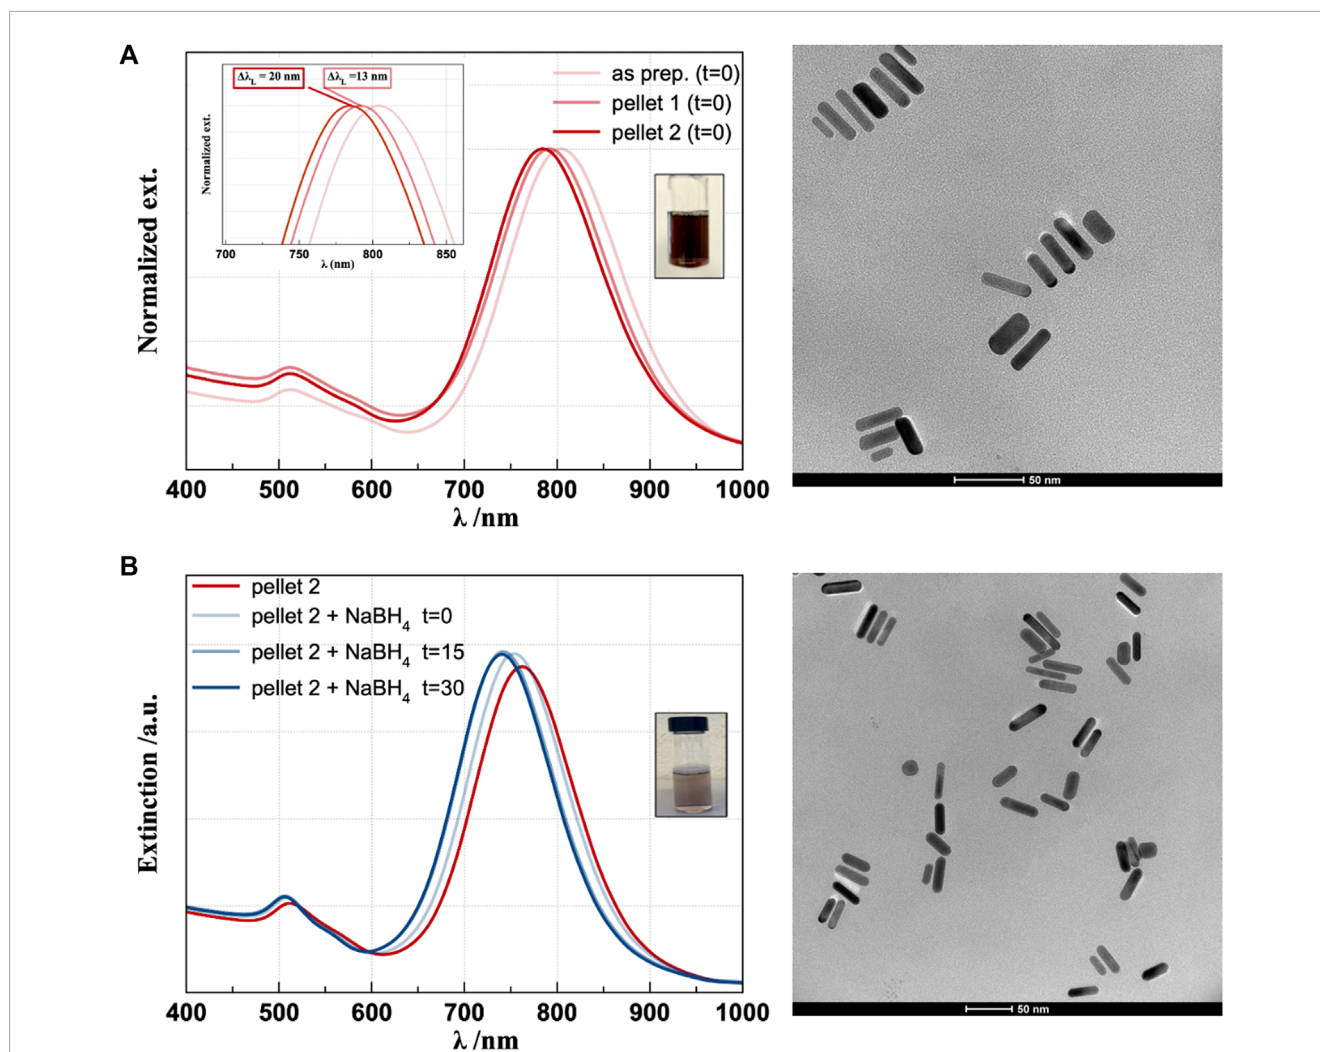 A
Normalized ext.
Normalized ext.
Δλ_L = 20 nm
Δλ_L =13 nm
700 750 800 850
λ (nm)
as prep. (t=0)
pellet 1 (t=0)
pellet 2 (t=0)
400 500 600 700 800 900 1000
λ /nm
50 nm
B
Extinction /a.u.
pellet 2
pellet 2 + NaBH₄ t=0
pellet 2 + NaBH₄ t=15
pellet 2 + NaBH₄ t=30
400 500 600 700 800 900 1000
λ /nm
50 nm